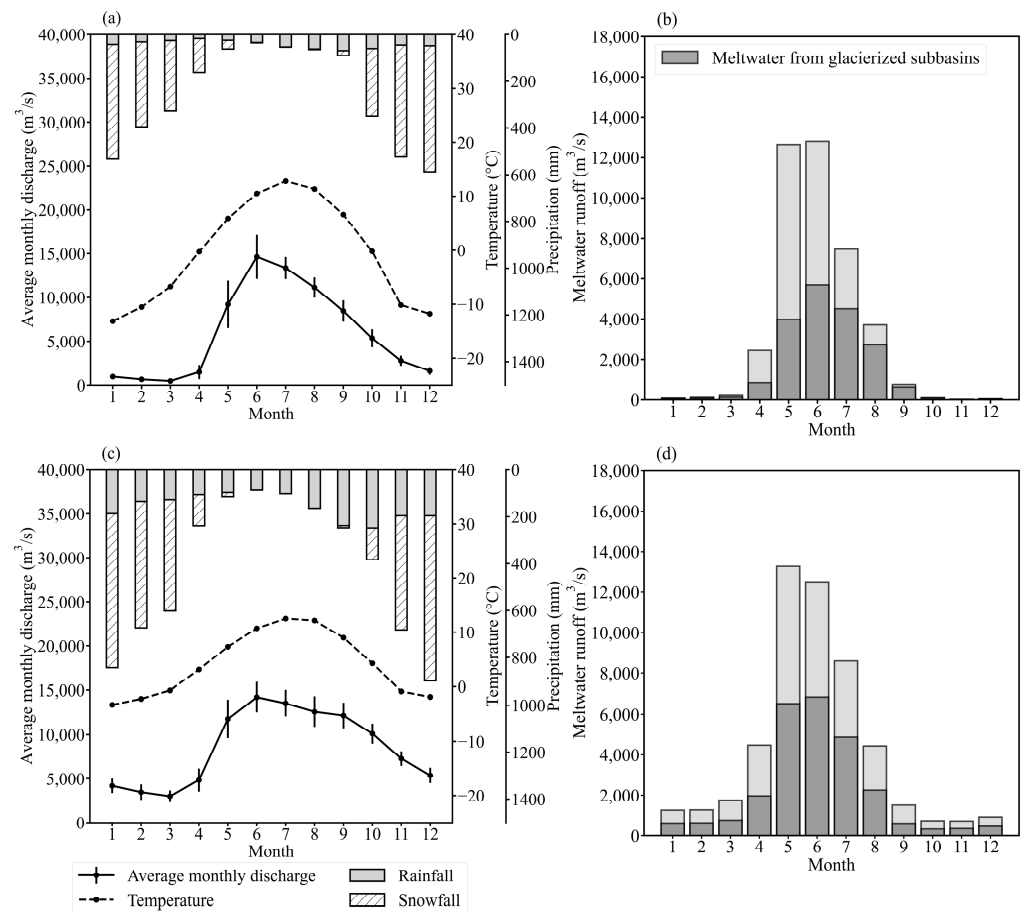 (a)
40,000
35,000
30,000
25,000
20,000
15,000
10,000
5,000
0
Average monthly discharge (m³/s)
1 2 3 4 5 6 7 8 9 10 11 12
Month
40
30
20
10
0
−10
−20
Temperature (°C)
0
200
400
600
800
1000
1200
1400
Precipitation (mm)
(b)
18,000
16,000
14,000
12,000
10,000
8,000
6,000
4,000
2,000
0
Meltwater runoff (m³/s)
Meltwater from glacierized subbasins
1 2 3 4 5 6 7 8 9 10 11 12
Month
(c)
40,000
35,000
30,000
25,000
20,000
15,000
10,000
5,000
0
Average monthly discharge (m³/s)
1 2 3 4 5 6 7 8 9 10 11 12
Month
40
30
20
10
0
−10
−20
Temperature (°C)
0
200
400
600
800
1000
1200
1400
Precipitation (mm)
(d)
18,000
16,000
14,000
12,000
10,000
8,000
6,000
4,000
2,000
0
Meltwater runoff (m³/s)
1 2 3 4 5 6 7 8 9 10 11 12
Month
Average monthly discharge
Rainfall
Temperature
Snowfall